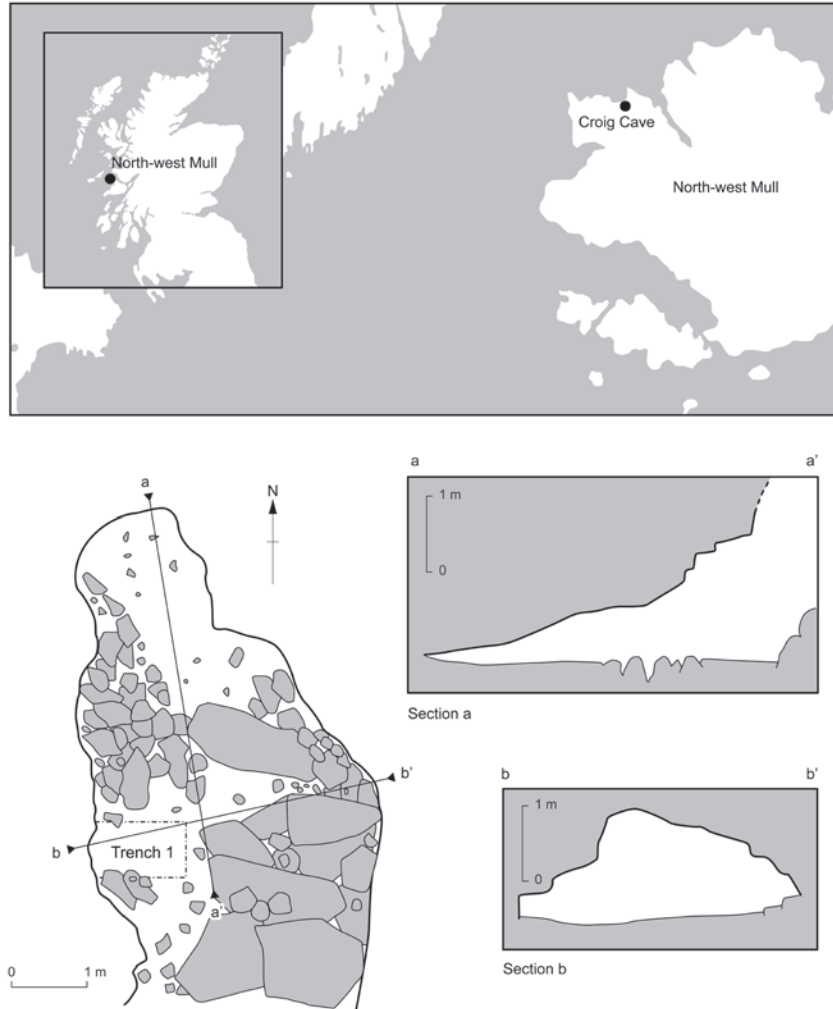 North-west Mull
Croig Cave
North-west Mull
a
N
b'
b
Trench 1
a'
0 1 m
a a'
1 m
0
Section a
b b'
1 m
0
Section b